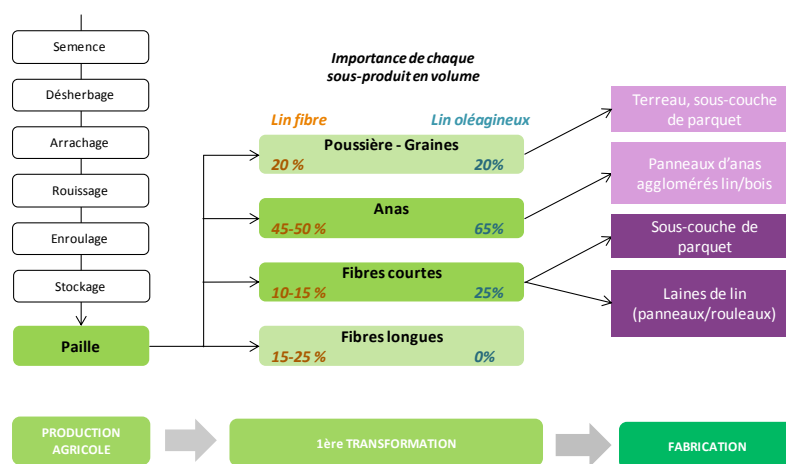 Semence
Désherbage
Arrachage
Rouissage
Enroulage
Stockage
Paille
Importance de chaque
sous-produit en volume
Lin fibre
Lin oléagineux
Poussière - Graines
20 %
20%
Anas
45-50 %
65%
Fibres courtes
10-15 %
25%
Fibres longues
15-25 %
0%
Terreau, sous-couche
de parquet
Panneaux d'anas
agglomérés lin/bois
Sous-couche de
parquet
Laines de lin
(panneaux/rouleaux)
PRODUCTION
AGRICOLE
1ère TRANSFORMATION
FABRICATION